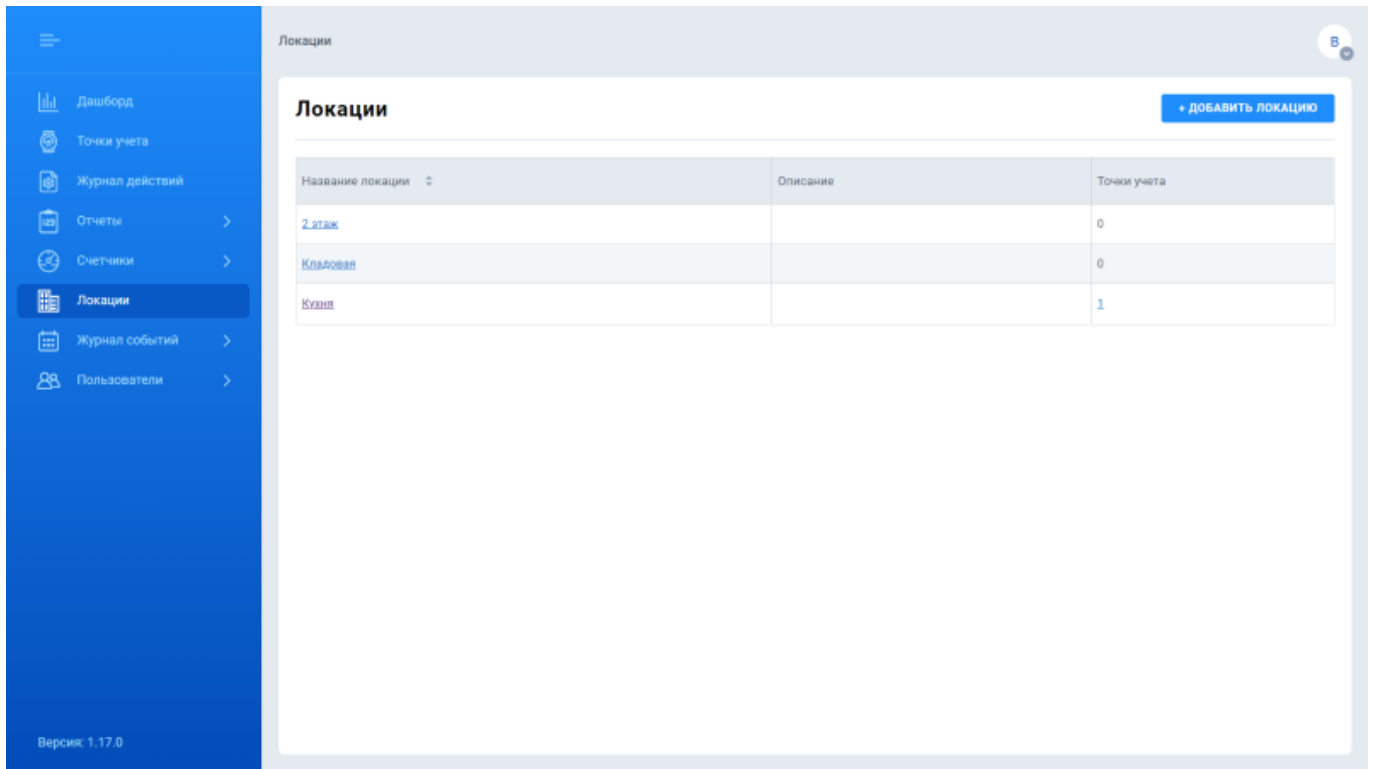 Локации
B
Дашборд
Точки учета
Журнал действий
Отчеты
Счетчики
Локации
Журнал событий
Пользователи
Версия: 1.17.0
Локации
+ ДОБАВИТЬ ЛОКАЦИЮ
Название локации Описание Точки учета
2 этаж 0
Кладовая 0
Кухня 1